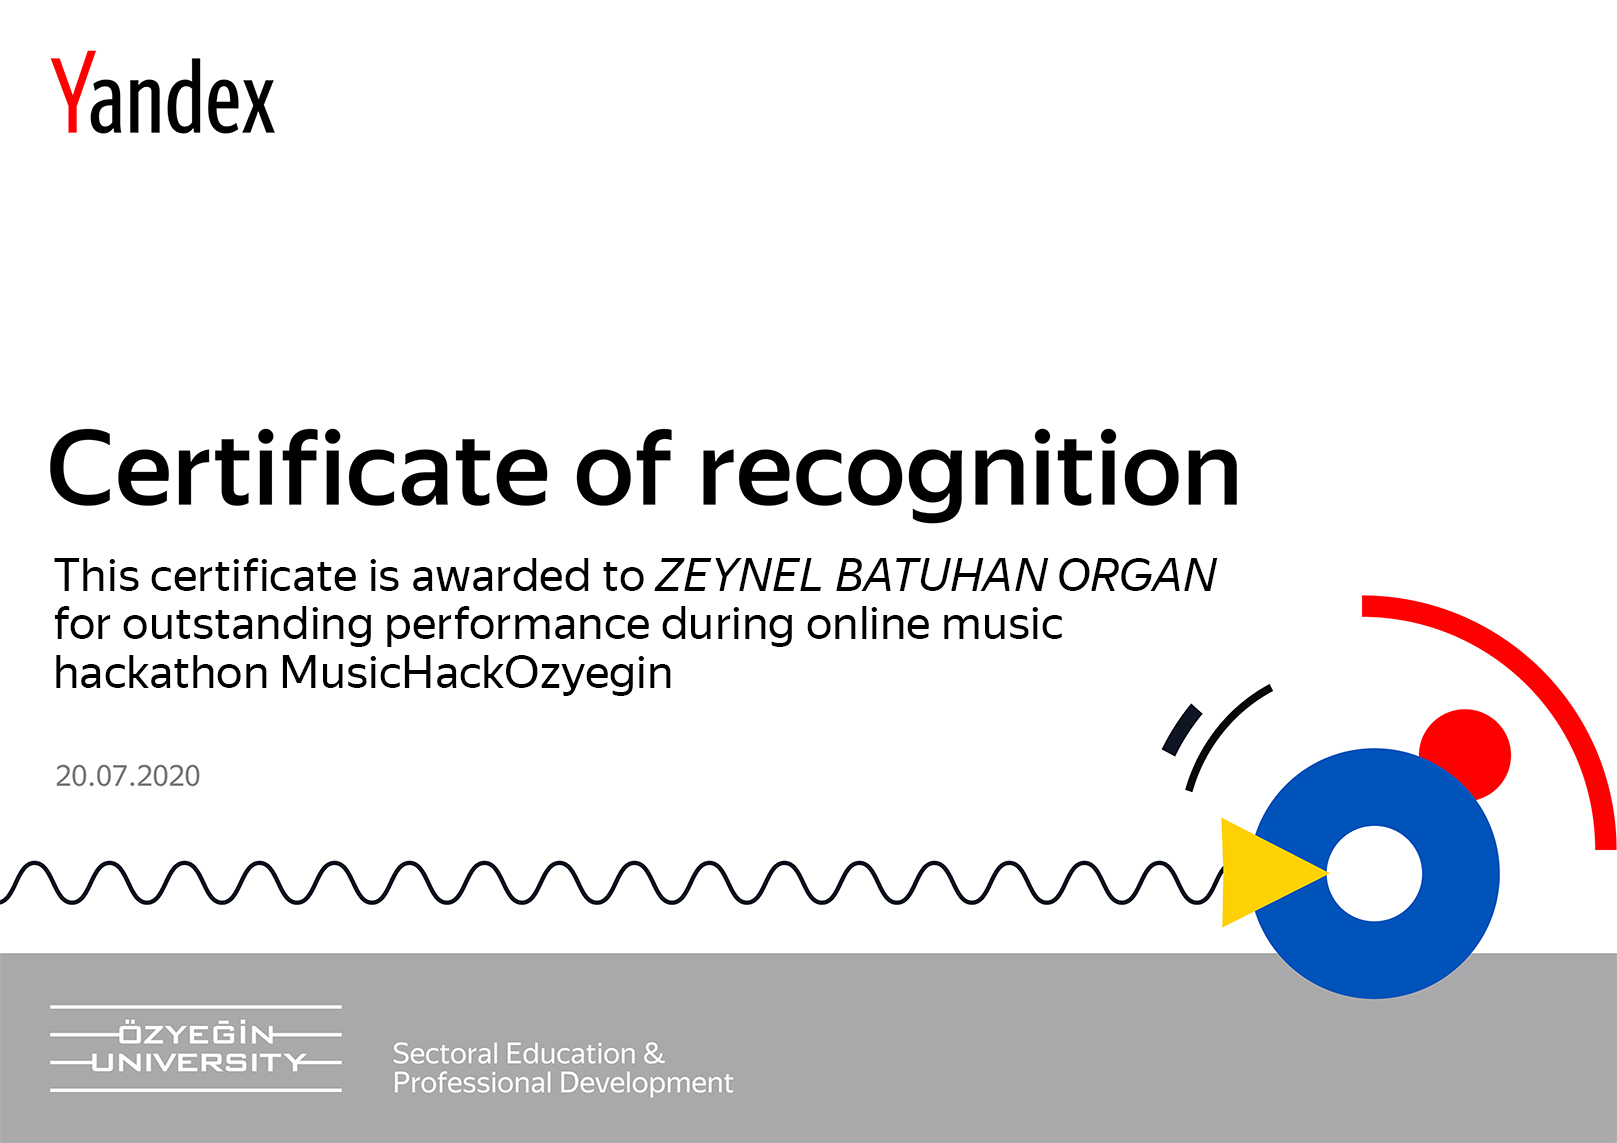 Yandex
Certificate of recognition
This certificate is awarded to ZEYNEL BATUHAN ORGAN
for outstanding performance during online music
hackathon MusicHackOzyegin
20.07.2020
ÖZYEĞİN
UNIVERSITY
Sectoral Education &
Professional Development